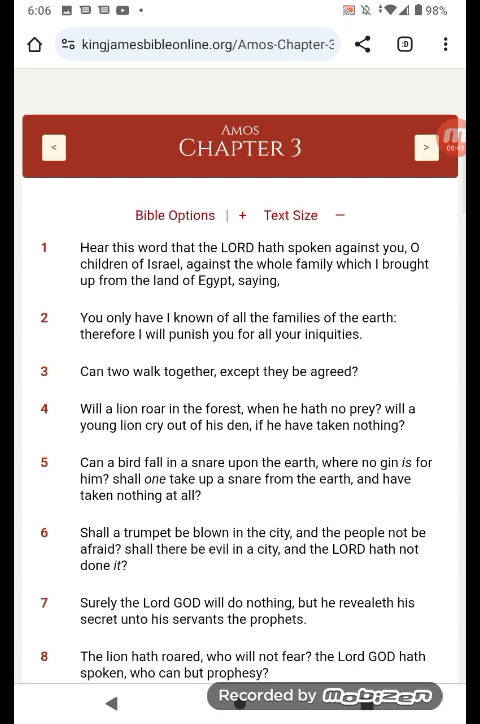 6:06
98%
kingjamesbibleonline.org/Amos-Chapter-3
:D
AMOS
CHAPTER 3
<
>
06:44
Bible Options | + Text Size −
1 Hear this word that the LORD hath spoken against you, O
children of Israel, against the whole family which I brought
up from the land of Egypt, saying,
2 You only have I known of all the families of the earth:
therefore I will punish you for all your iniquities.
3 Can two walk together, except they be agreed?
4 Will a lion roar in the forest, when he hath no prey? will a
young lion cry out of his den, if he have taken nothing?
5 Can a bird fall in a snare upon the earth, where no gin is for
him? shall one take up a snare from the earth, and have
taken nothing at all?
6 Shall a trumpet be blown in the city, and the people not be
afraid? shall there be evil in a city, and the LORD hath not
done it?
7 Surely the Lord GOD will do nothing, but he revealeth his
secret unto his servants the prophets.
8 The lion hath roared, who will not fear? the Lord GOD hath
spoken, who can but prophesy?
Recorded by mobizen